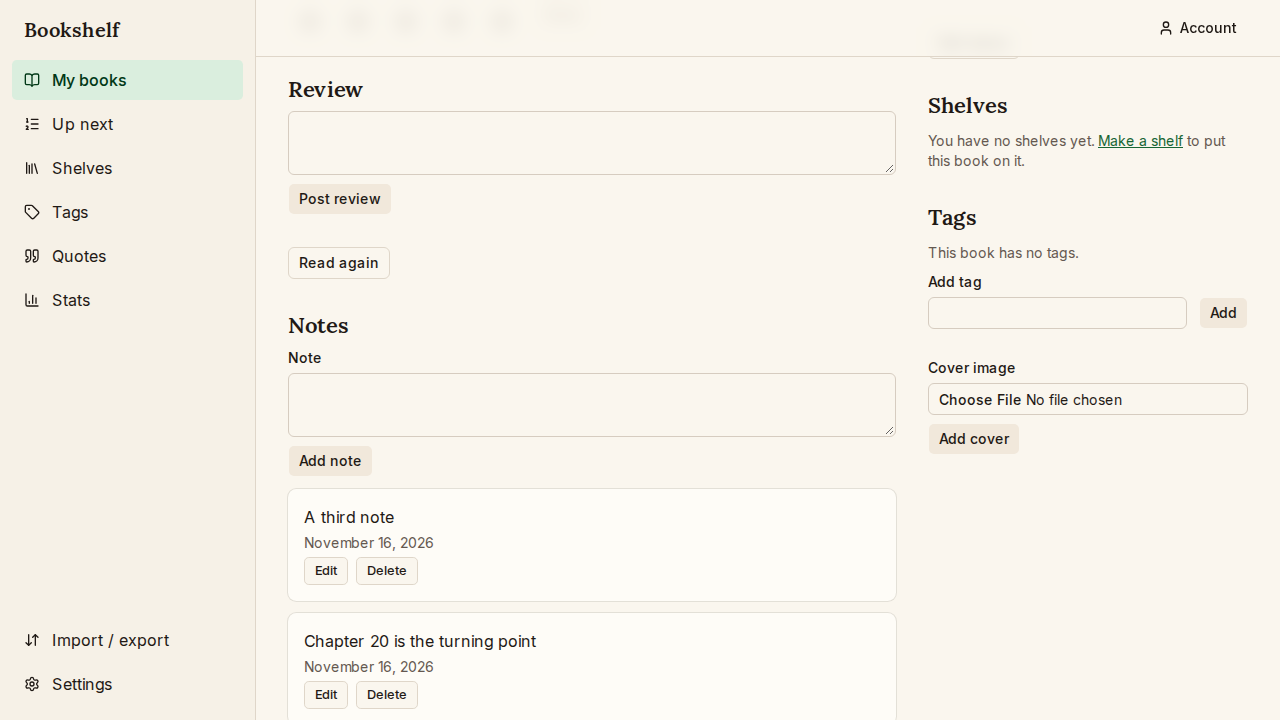 Bookshelf
My books
Up next
Shelves
Tags
Quotes
Stats
Import / export
Settings
Account
Review
Post review
Read again
Notes
Note
Add note
A third note
November 16, 2026
Edit
Delete
Chapter 20 is the turning point
November 16, 2026
Edit
Delete
Shelves
You have no shelves yet. Make a shelf to put
this book on it.
Tags
This book has no tags.
Add tag
Add
Cover image
Choose File No file chosen
Add cover